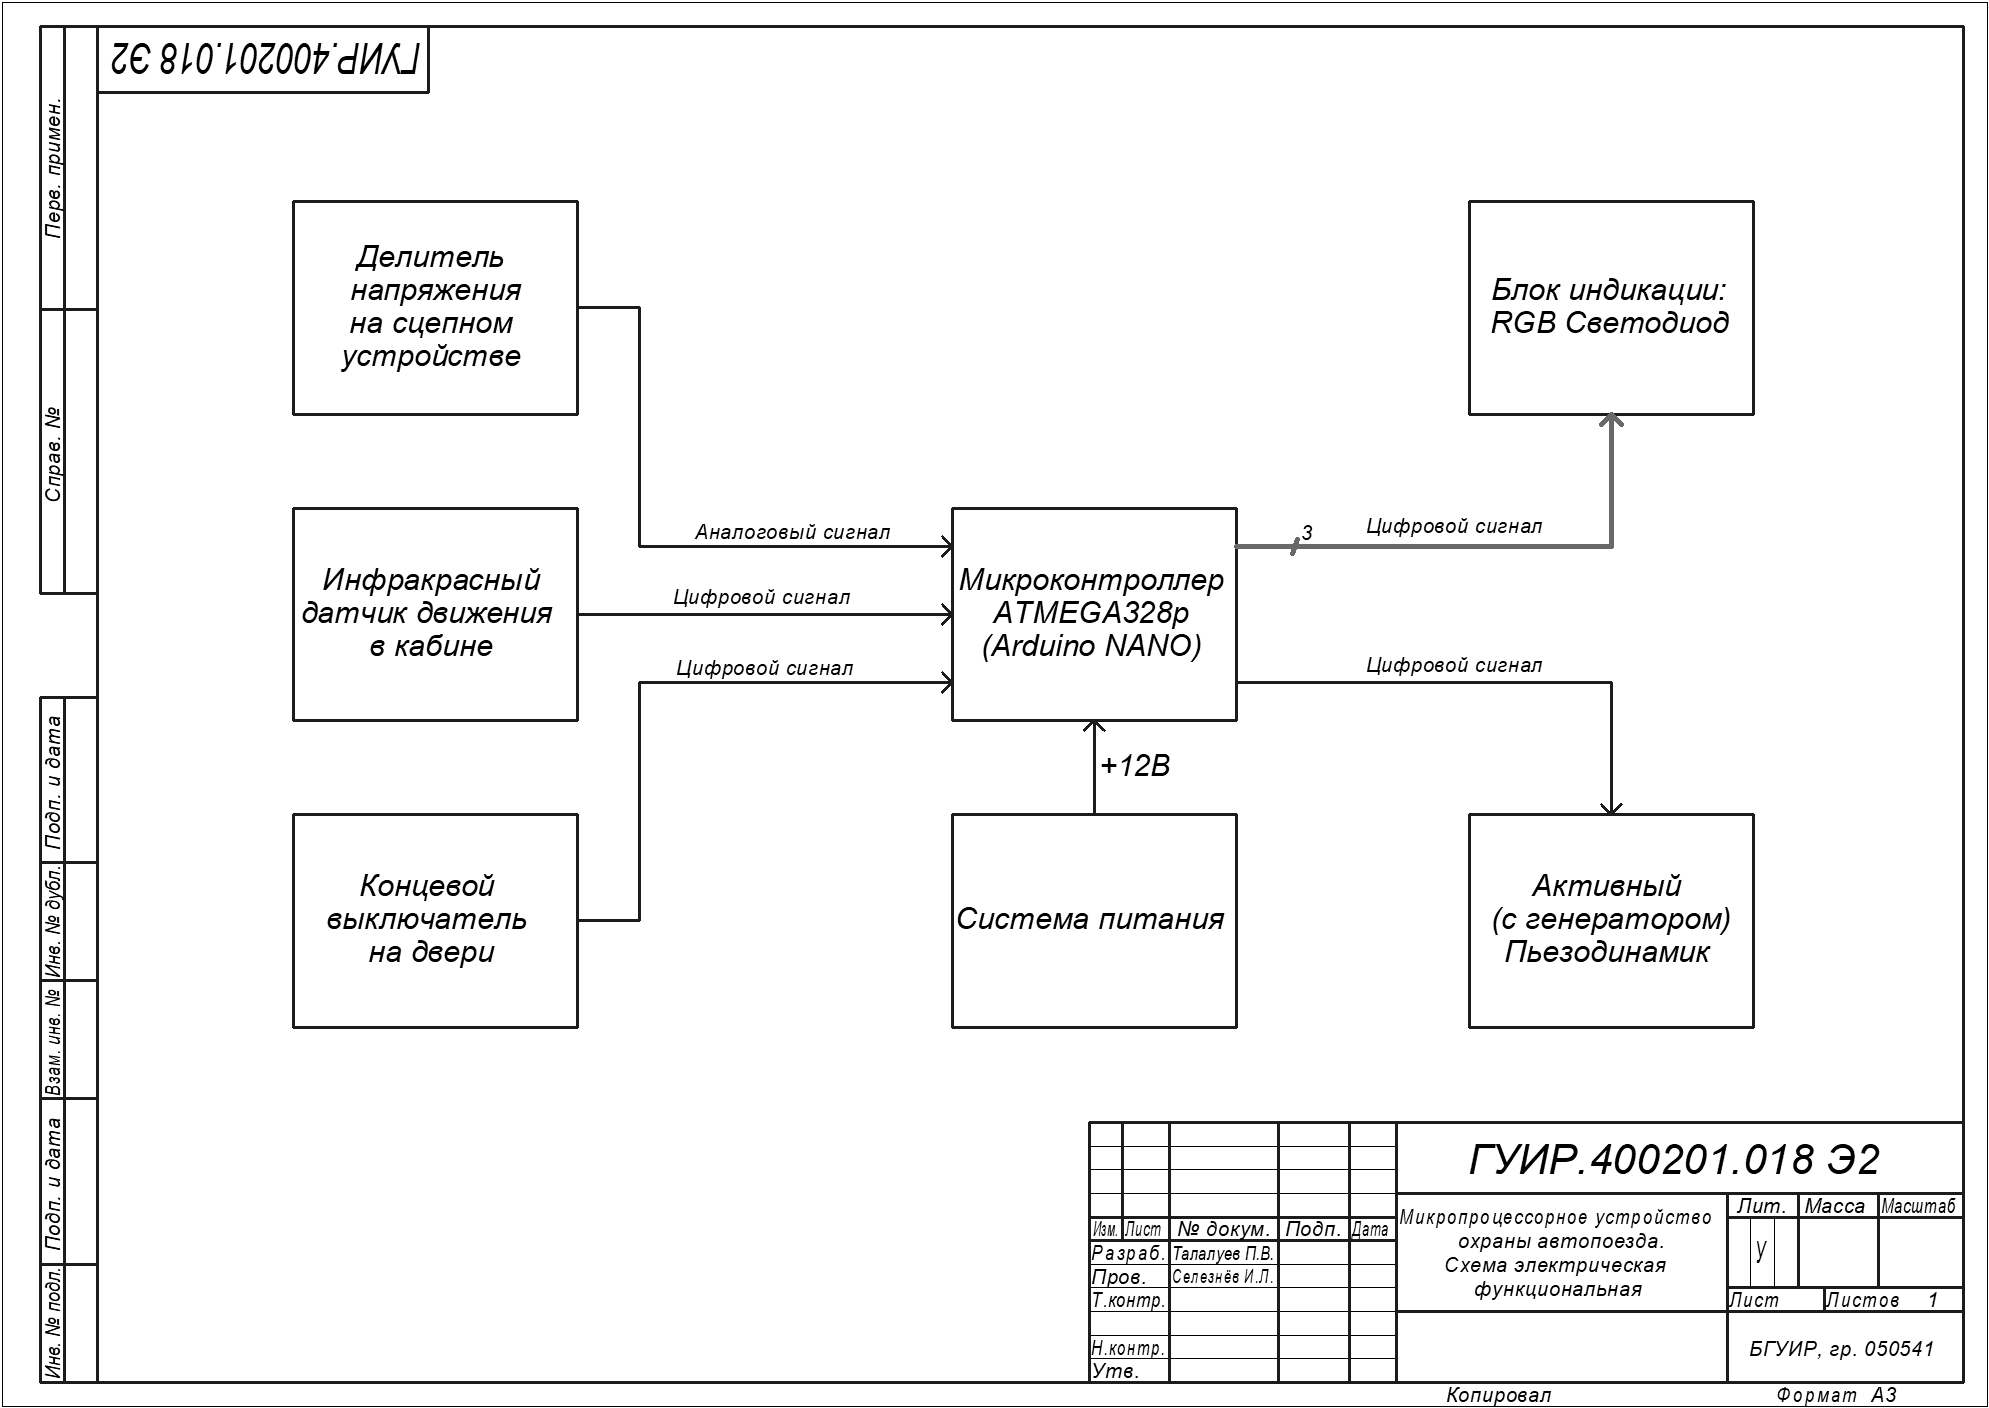 ГУИР.400201.018 Э2
Перв. примен.
Справ. №
Подп. и дата
Инв. № дубл.
Взам. инв. №
Подп. и дата
Инв. № подл.
Делитель
напряжения
на сцепном
устройстве
Блок индикации:
RGB Светодиод
Аналоговый сигнал
3
Цифровой сигнал
Инфракрасный
датчик движения
в кабине
Цифровой сигнал
Микроконтроллер
ATMEGA328p
(Arduino NANO)
Цифровой сигнал
Цифровой сигнал
+12В
Концевой
выключатель
на двери
Система питания
Активный
(с генератором)
Пьезодинамик
ГУИР.400201.018 Э2
Изм. Лист № докум. Подп. Дата
Разраб. Талалуев П.В.
Пров. Селезнёв И.Л.
Т.контр.
Н.контр.
Утв.
Микропроцессорное устройство
охраны автопоезда.
Схема электрическая
функциональная
Лит. Масса Масштаб
У
Лист Листов 1
БГУИР, гр. 050541
Копировал Формат А3